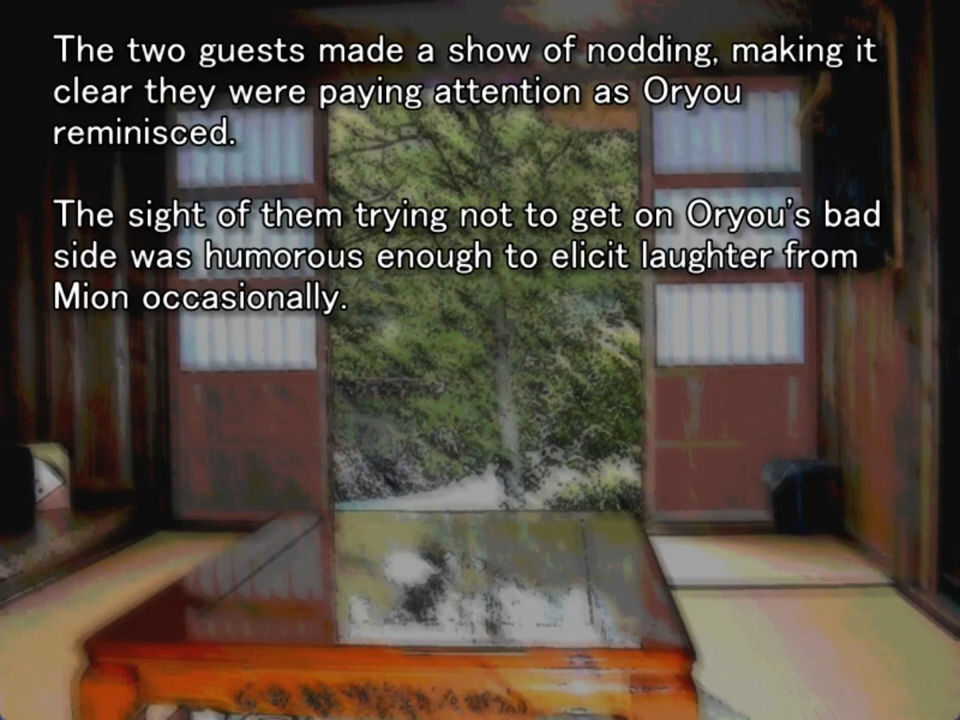 The two guests made a show of nodding, making it
clear they were paying attention as Oryou
reminisced.
The sight of them trying not to get on Oryou's bad
side was humorous enough to elicit laughter from
Mion occasionally.